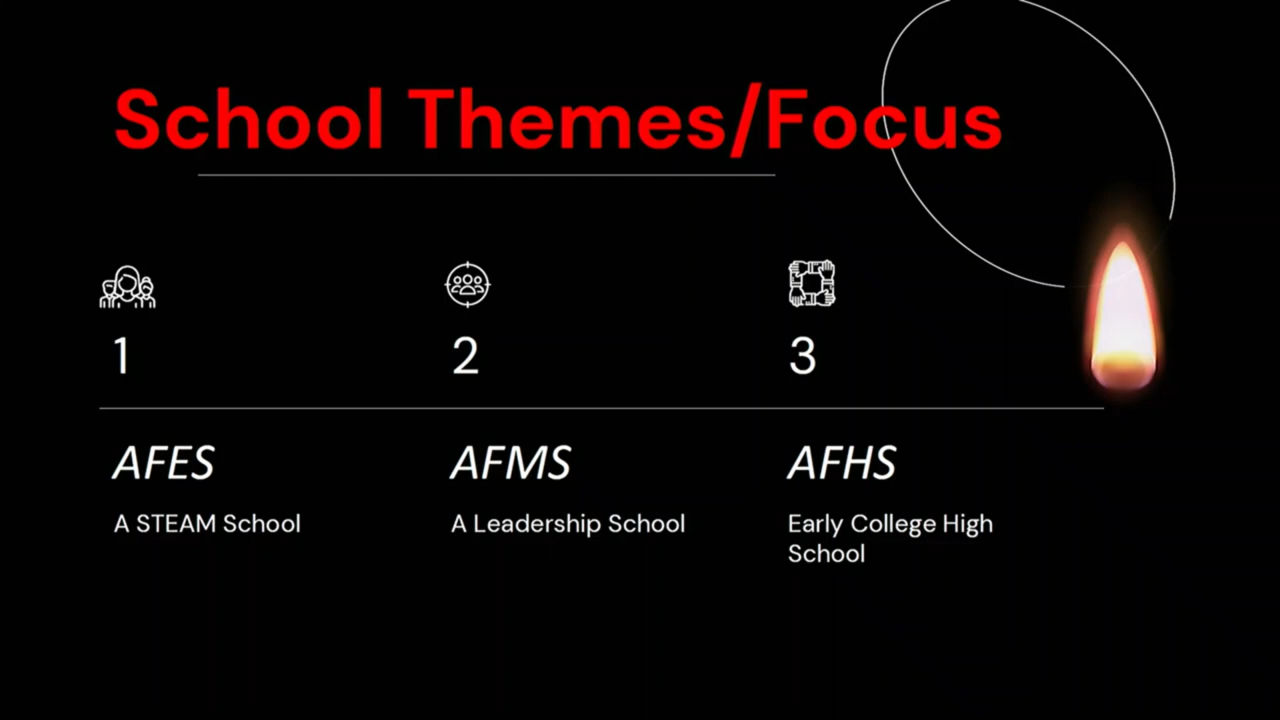 School Themes/Focus
1
2
3
AFES
A STEAM School
AFMS
A Leadership School
AFHS
Early College High
School